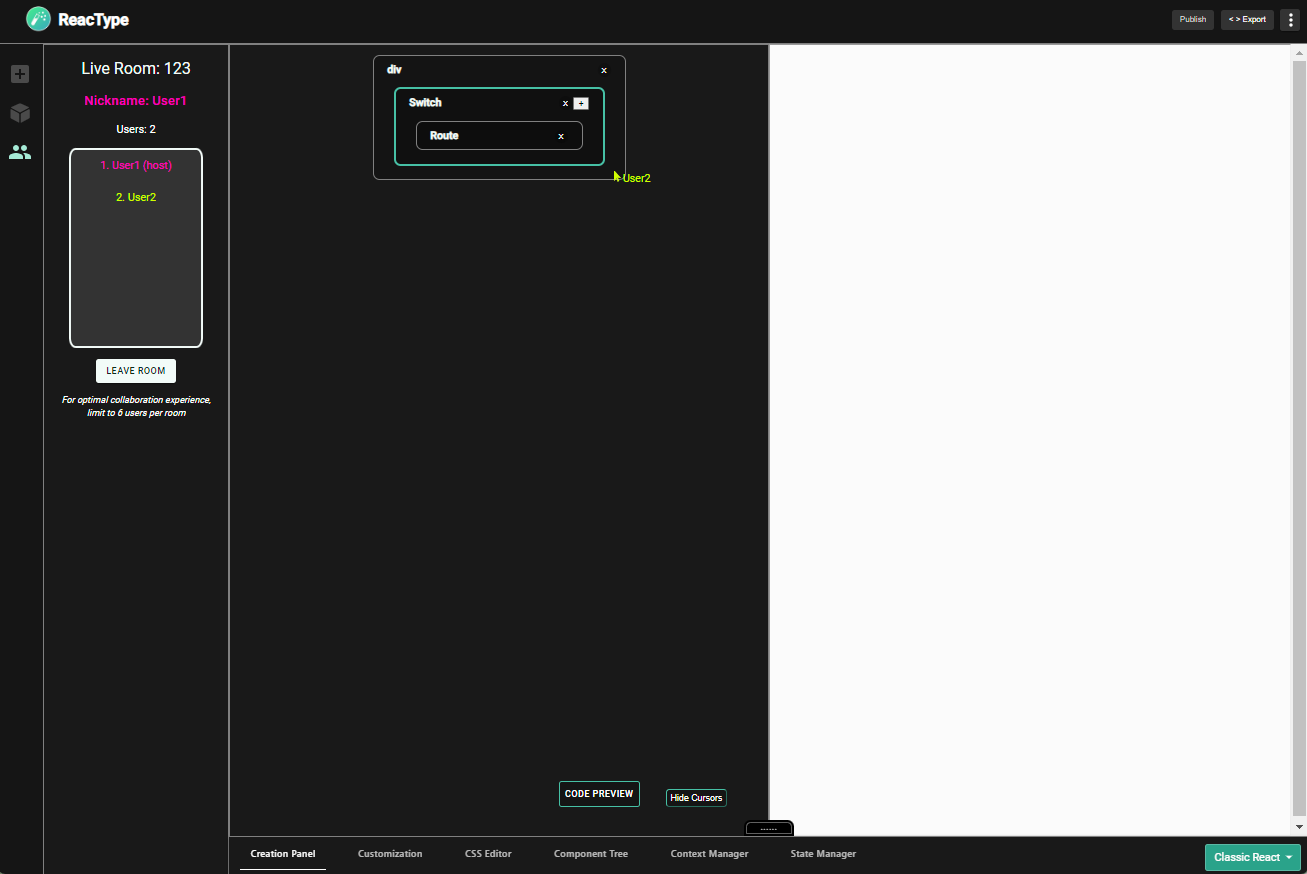 ReacType
Publish
< > Export
Live Room: 123
Nickname: User1
Users: 2
1. User1 (host)
2. User2
LEAVE ROOM
For optimal collaboration experience,
limit to 6 users per room
div x
Switch x +
Route x
User2
CODE PREVIEW
Hide Cursors
Creation Panel
Customization
CSS Editor
Component Tree
Context Manager
State Manager
Classic React